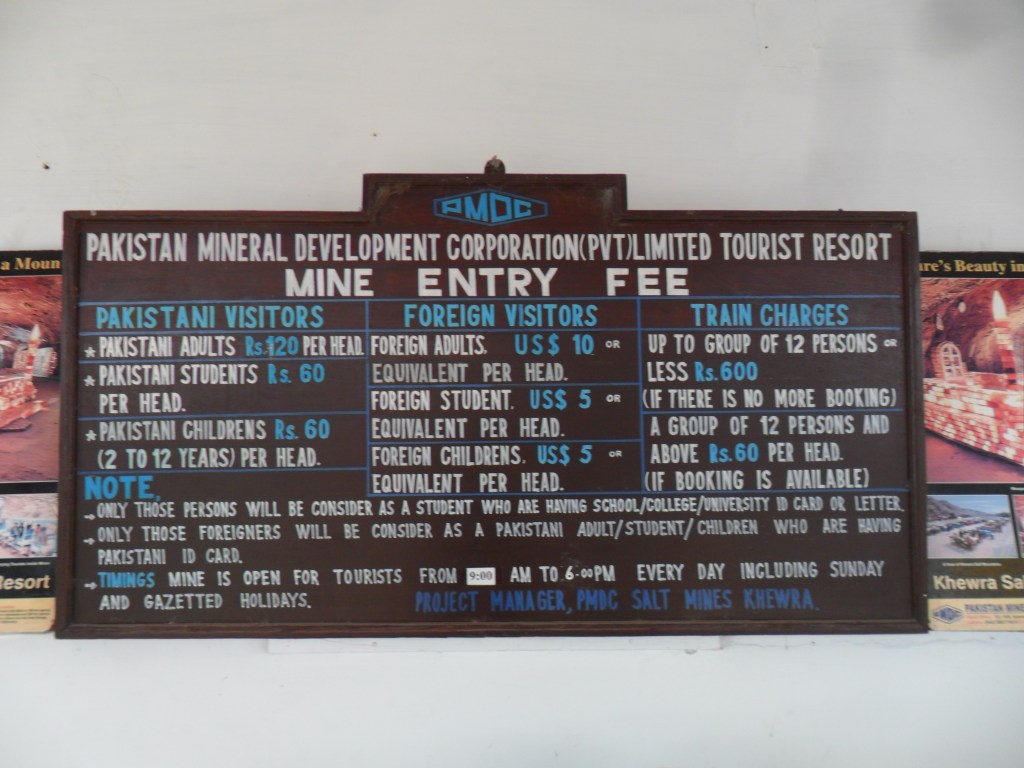 PMDC
PAKISTAN MINERAL DEVELOPMENT CORPORATION(PVT)LIMITED TOURIST RESORT
MINE ENTRY FEE
PAKISTANI VISITORS
* PAKISTANI ADULTS Rs.120 PER HEAD.
* PAKISTANI STUDENTS Rs. 60
PER HEAD.
* PAKISTANI CHILDRENS Rs. 60
(2 TO 12 YEARS) PER HEAD.
FOREIGN VISITORS
FOREIGN ADULTS. US$ 10 OR
EQUIVALENT PER HEAD.
FOREIGN STUDENT. US$ 5 OR
EQUIVALENT PER HEAD.
FOREIGN CHILDRENS. US$ 5 OR
EQUIVALENT PER HEAD.
TRAIN CHARGES
UP TO GROUP OF 12 PERSONS OR
LESS Rs.600
(IF THERE IS NO MORE BOOKING)
A GROUP OF 12 PERSONS AND
ABOVE Rs.60 PER HEAD.
(IF BOOKING IS AVAILABLE)
NOTE.
→ ONLY THOSE PERSONS WILL BE CONSIDER AS A STUDENT WHO ARE HAVING SCHOOL/COLLEGE/UNIVERSITY ID CARD OR LETTER.
→ ONLY THOSE FOREIGNERS WILL BE CONSIDER AS A PAKISTANI ADULT/STUDENT/CHILDREN WHO ARE HAVING
PAKISTANI ID CARD.
→ TIMINGS MINE IS OPEN FOR TOURISTS FROM 9:00 AM TO 6-00PM EVERY DAY INCLUDING SUNDAY
AND GAZETTED HOLIDAYS. PROJECT MANAGER, PMDC SALT MINES KHEWRA.
a Moun
Resort
re's Beauty in
Khewra Sa
PMDC PAKISTAN MINE